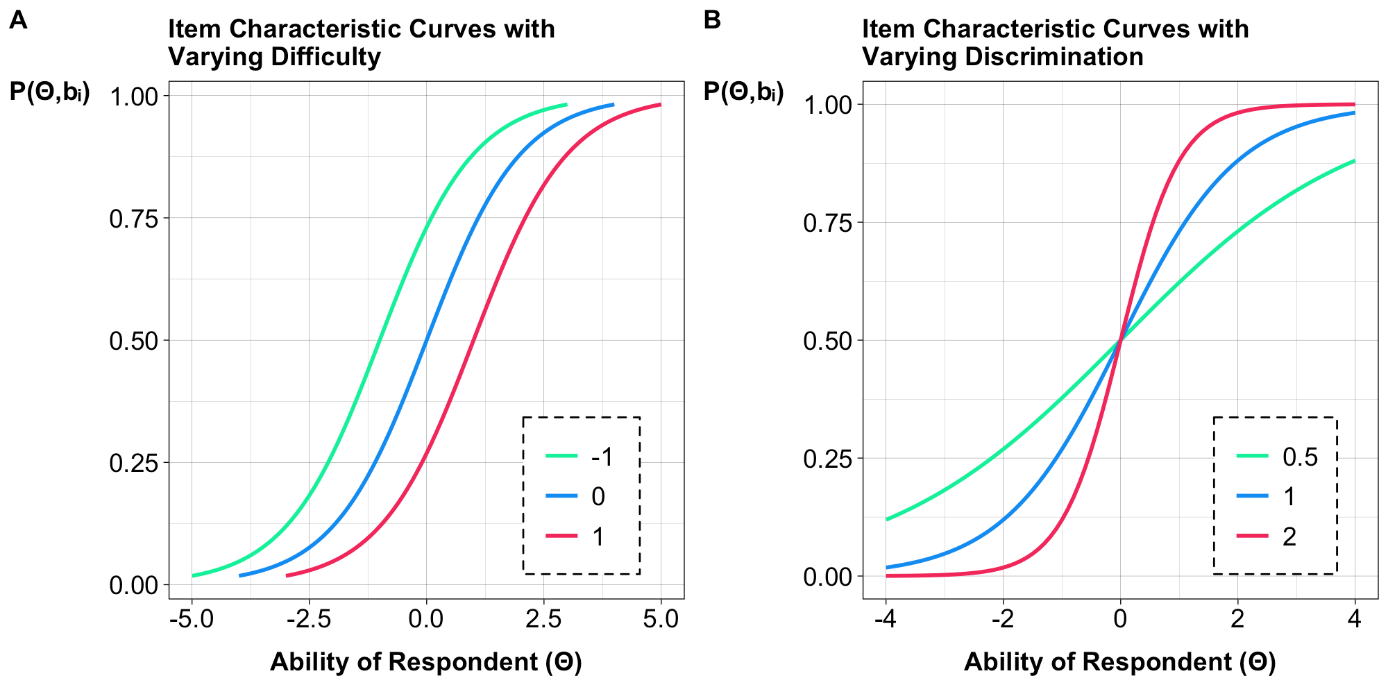 A
Item Characteristic Curves with
Varying Difficulty
P(Θ,bᵢ)
1.00
0.75
0.50
0.25
0.00
-1
0
1
-5.0
-2.5
0.0
2.5
5.0
Ability of Respondent (Θ)
B
Item Characteristic Curves with
Varying Discrimination
P(Θ,bᵢ)
1.00
0.75
0.50
0.25
0.00
0.5
1
2
-4
-2
0
2
4
Ability of Respondent (Θ)